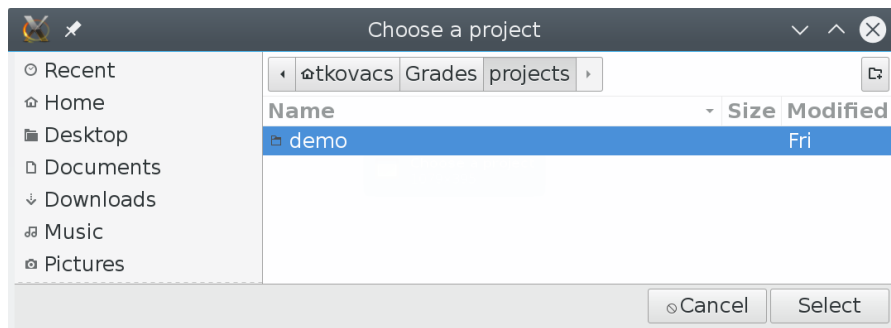 Choose a project
Recent
Home
Desktop
Documents
Downloads
Music
Pictures
tkovacs Grades projects
Name Size Modified
demo Fri
Cancel Select